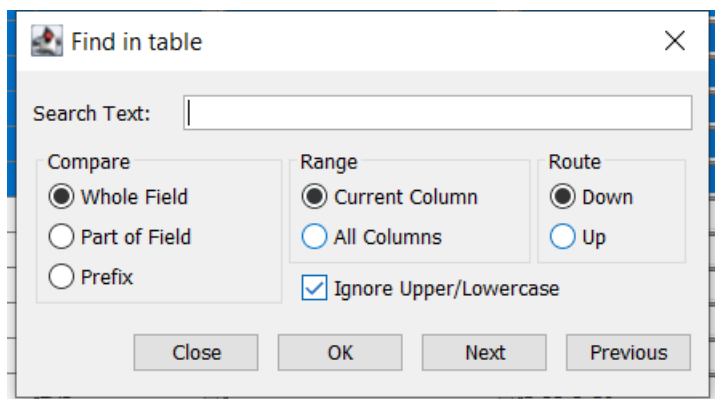 Find in table
Search Text:
Compare
Whole Field
Part of Field
Prefix
Range
Current Column
All Columns
Route
Down
Up
Ignore Upper/Lowercase
Close
OK
Next
Previous